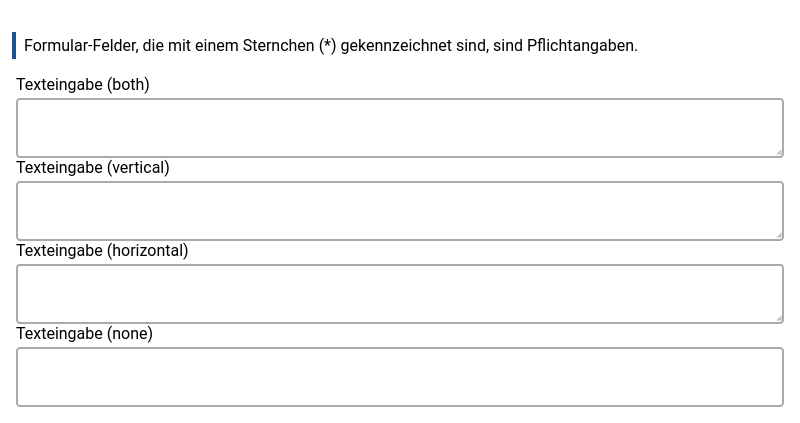 Formular-Felder, die mit einem Sternchen (*) gekennzeichnet sind, sind Pflichtangaben.
Texteingabe (both)
Texteingabe (vertical)
Texteingabe (horizontal)
Texteingabe (none)